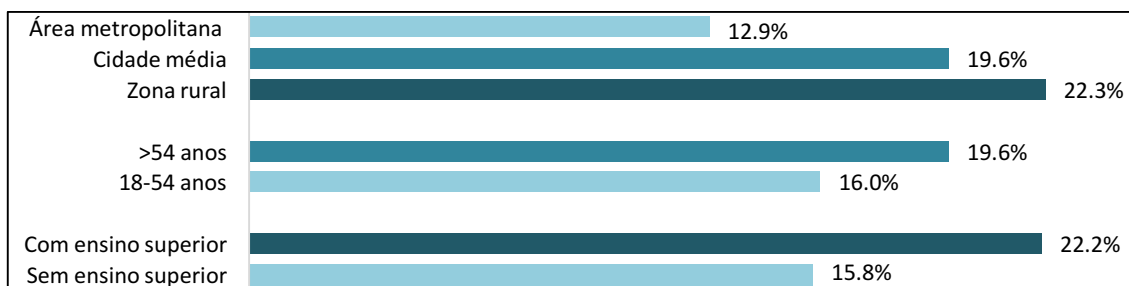 Área metropolitana 12.9%
Cidade média 19.6%
Zona rural 22.3%
>54 anos 19.6%
18-54 anos 16.0%
Com ensino superior 22.2%
Sem ensino superior 15.8%